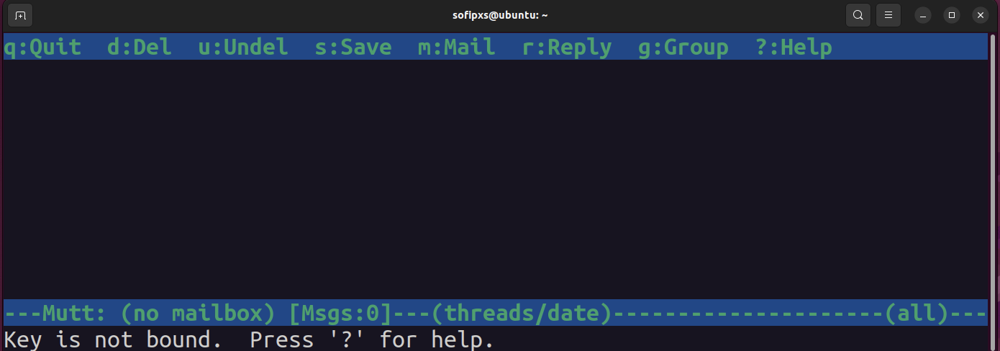 sofipxs@ubuntu: ~
q:Quit  d:Del  u:Undel  s:Save  m:Mail  r:Reply  g:Group  ?:Help
---Mutt: (no mailbox) [Msgs:0]---(threads/date)---------------------(all)---
Key is not bound.  Press '?' for help.